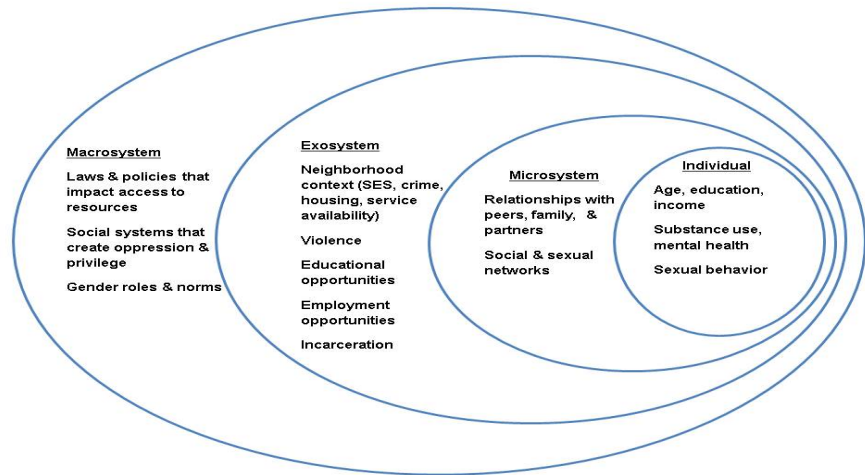 Macrosystem
Laws & policies that
impact access to
resources
Social systems that
create oppression &
privilege
Gender roles & norms
Exosystem
Neighborhood
context (SES, crime,
housing, service
availability)
Violence
Educational
opportunities
Employment
opportunities
Incarceration
Microsystem
Relationships with
peers, family, &
partners
Social & sexual
networks
Individual
Age, education,
income
Substance use,
mental health
Sexual behavior